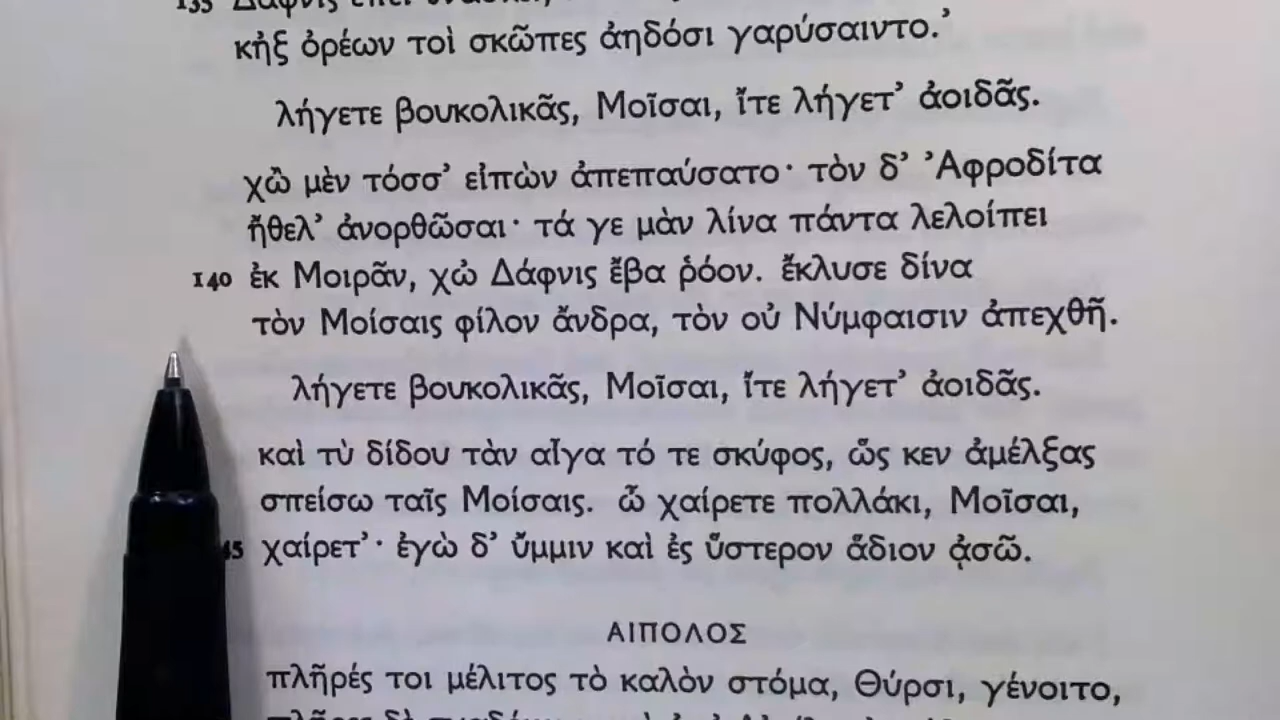 135 Δάφνις ἐπεὶ
κἠξ ὀρέων τοὶ σκῶπες ἀηδόσι γαρύσαιντο.’
λήγετε βουκολικᾶς, Μοῖσαι, ἴτε λήγετ’ ἀοιδᾶς.
χὢ μὲν τόσσ’ εἰπὼν ἀπεπαύσατο· τὸν δ’ Ἀφροδίτα
ἤθελ’ ἀνορθῶσαι· τά γε μὰν λίνα πάντα λελοίπει
140 ἐκ Μοιρᾶν, χὠ Δάφνις ἔβα ῥόον. ἔκλυσε δίνα
τὸν Μοίσαις φίλον ἄνδρα, τὸν οὐ Νύμφαισιν ἀπεχθῆ.
λήγετε βουκολικᾶς, Μοῖσαι, ἴτε λήγετ’ ἀοιδᾶς.
καὶ τὺ δίδου τὰν αἶγα τό τε σκύφος, ὥς κεν ἀμέλξας
σπείσω ταῖς Μοίσαις. ὦ χαίρετε πολλάκι, Μοῖσαι,
χαίρετ’· ἐγὼ δ’ ὔμμιν καὶ ἐς ὕστερον ἅδιον ᾀσῶ.
ΑΙΠΟΛΟΣ
πλῆρές τοι μέλιτος τὸ καλὸν στόμα, Θύρσι, γένοιτο,